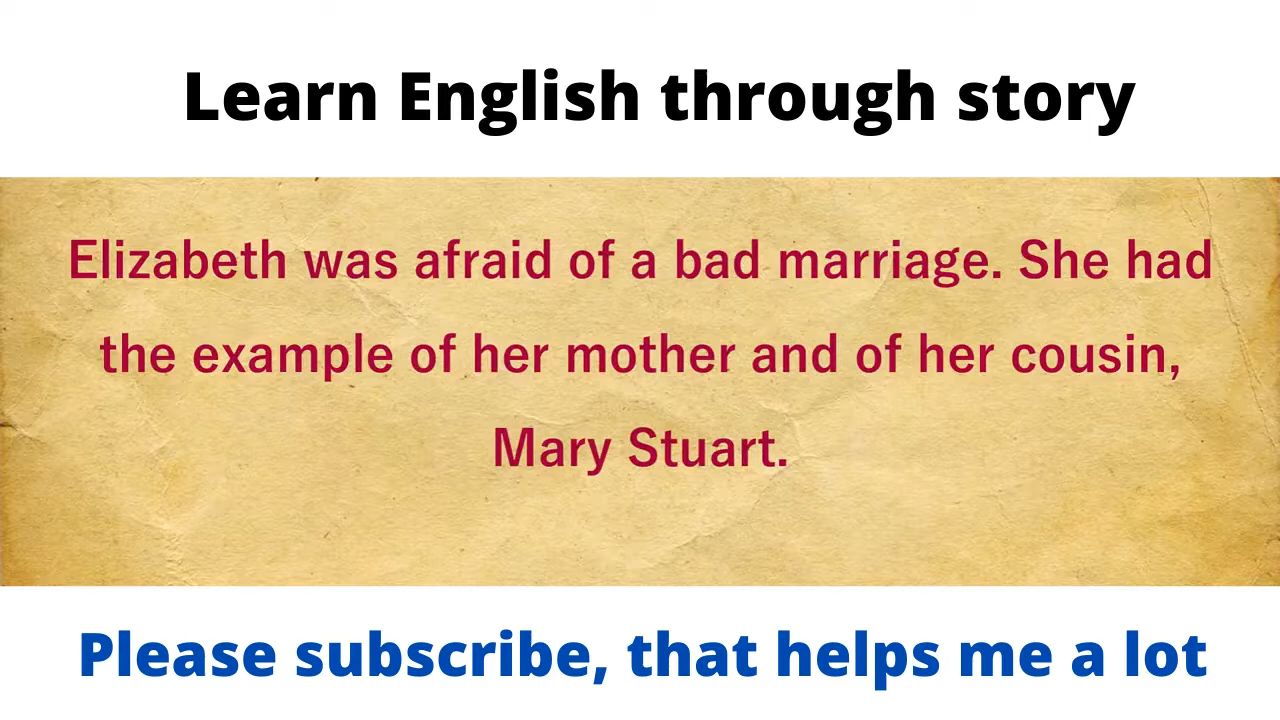 Learn English through story
Elizabeth was afraid of a bad marriage. She had
the example of her mother and of her cousin,
Mary Stuart.
Please subscribe, that helps me a lot